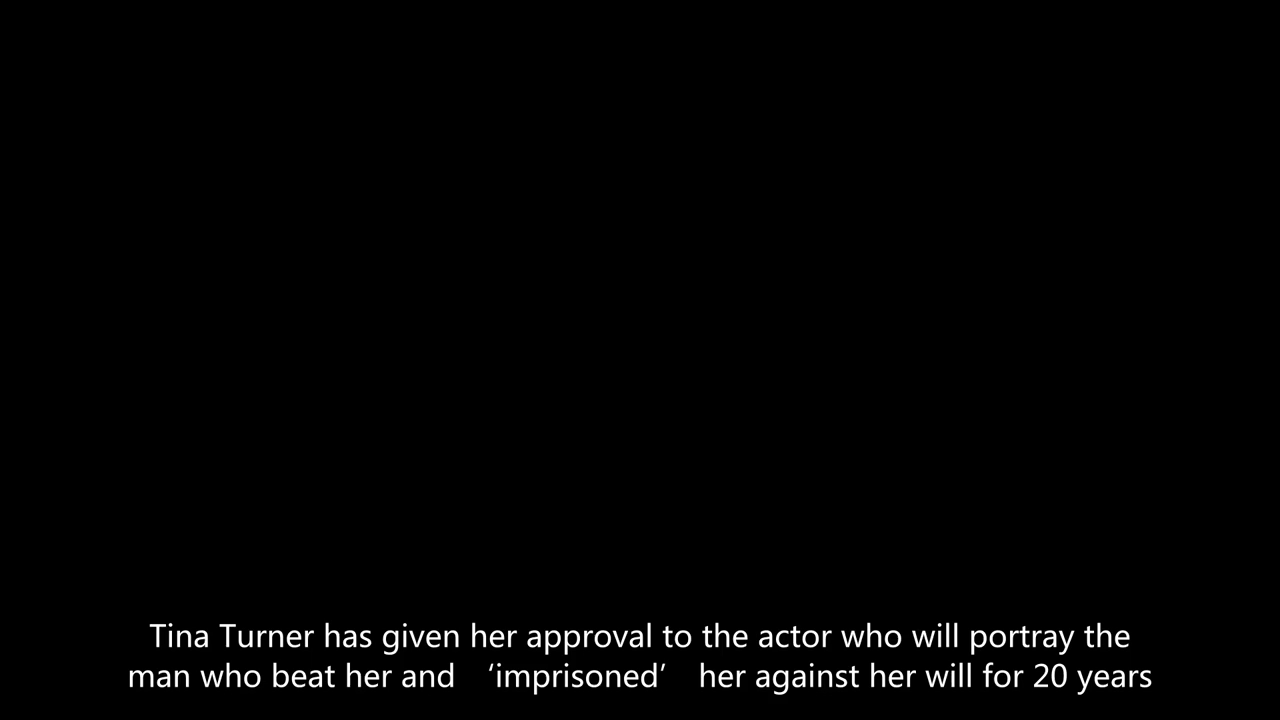 Tina Turner has given her approval to the actor who will portray the
man who beat her and ‘imprisoned’ her against her will for 20 years